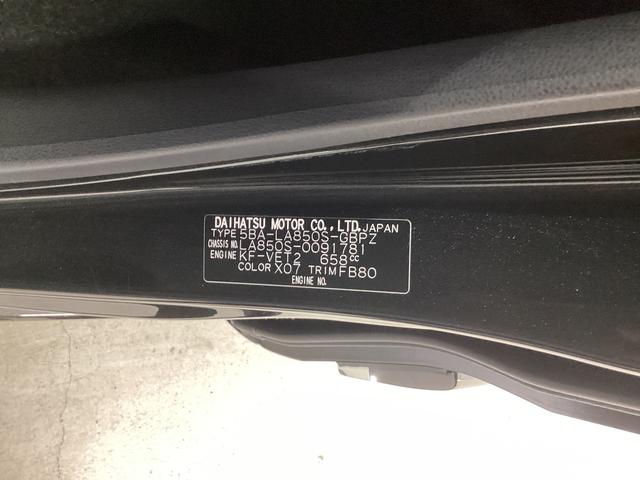 DAIHATSU MOTOR CO., LTD. JAPAN
TYPE 5BA-LA850S-GBPZ
CHASSIS NO. LA850S-0091781
ENGINE KF-VET2 658cc
COLOR X07 TRIM FB80
ENGINE NO.